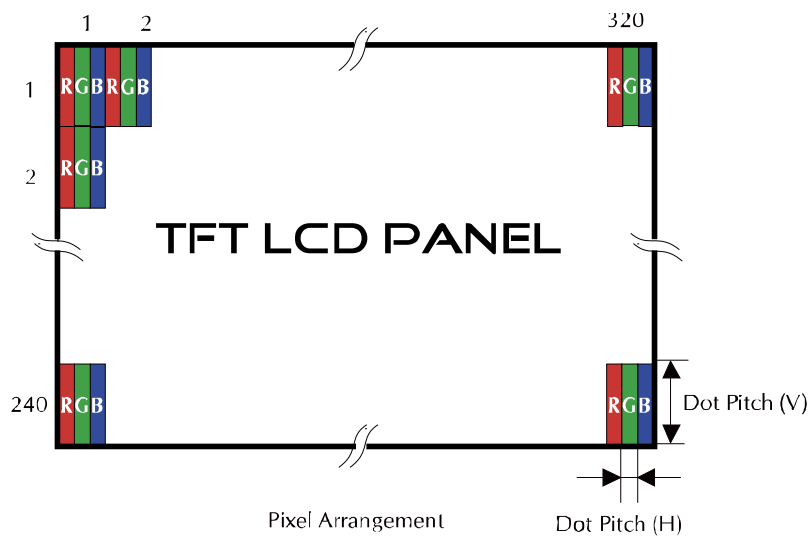 1 2 320
1 RGB RGB RGB
2 RGB
TFT LCD PANEL
240 RGB RGB
Dot Pitch (V)
Pixel Arrangement
Dot Pitch (H)